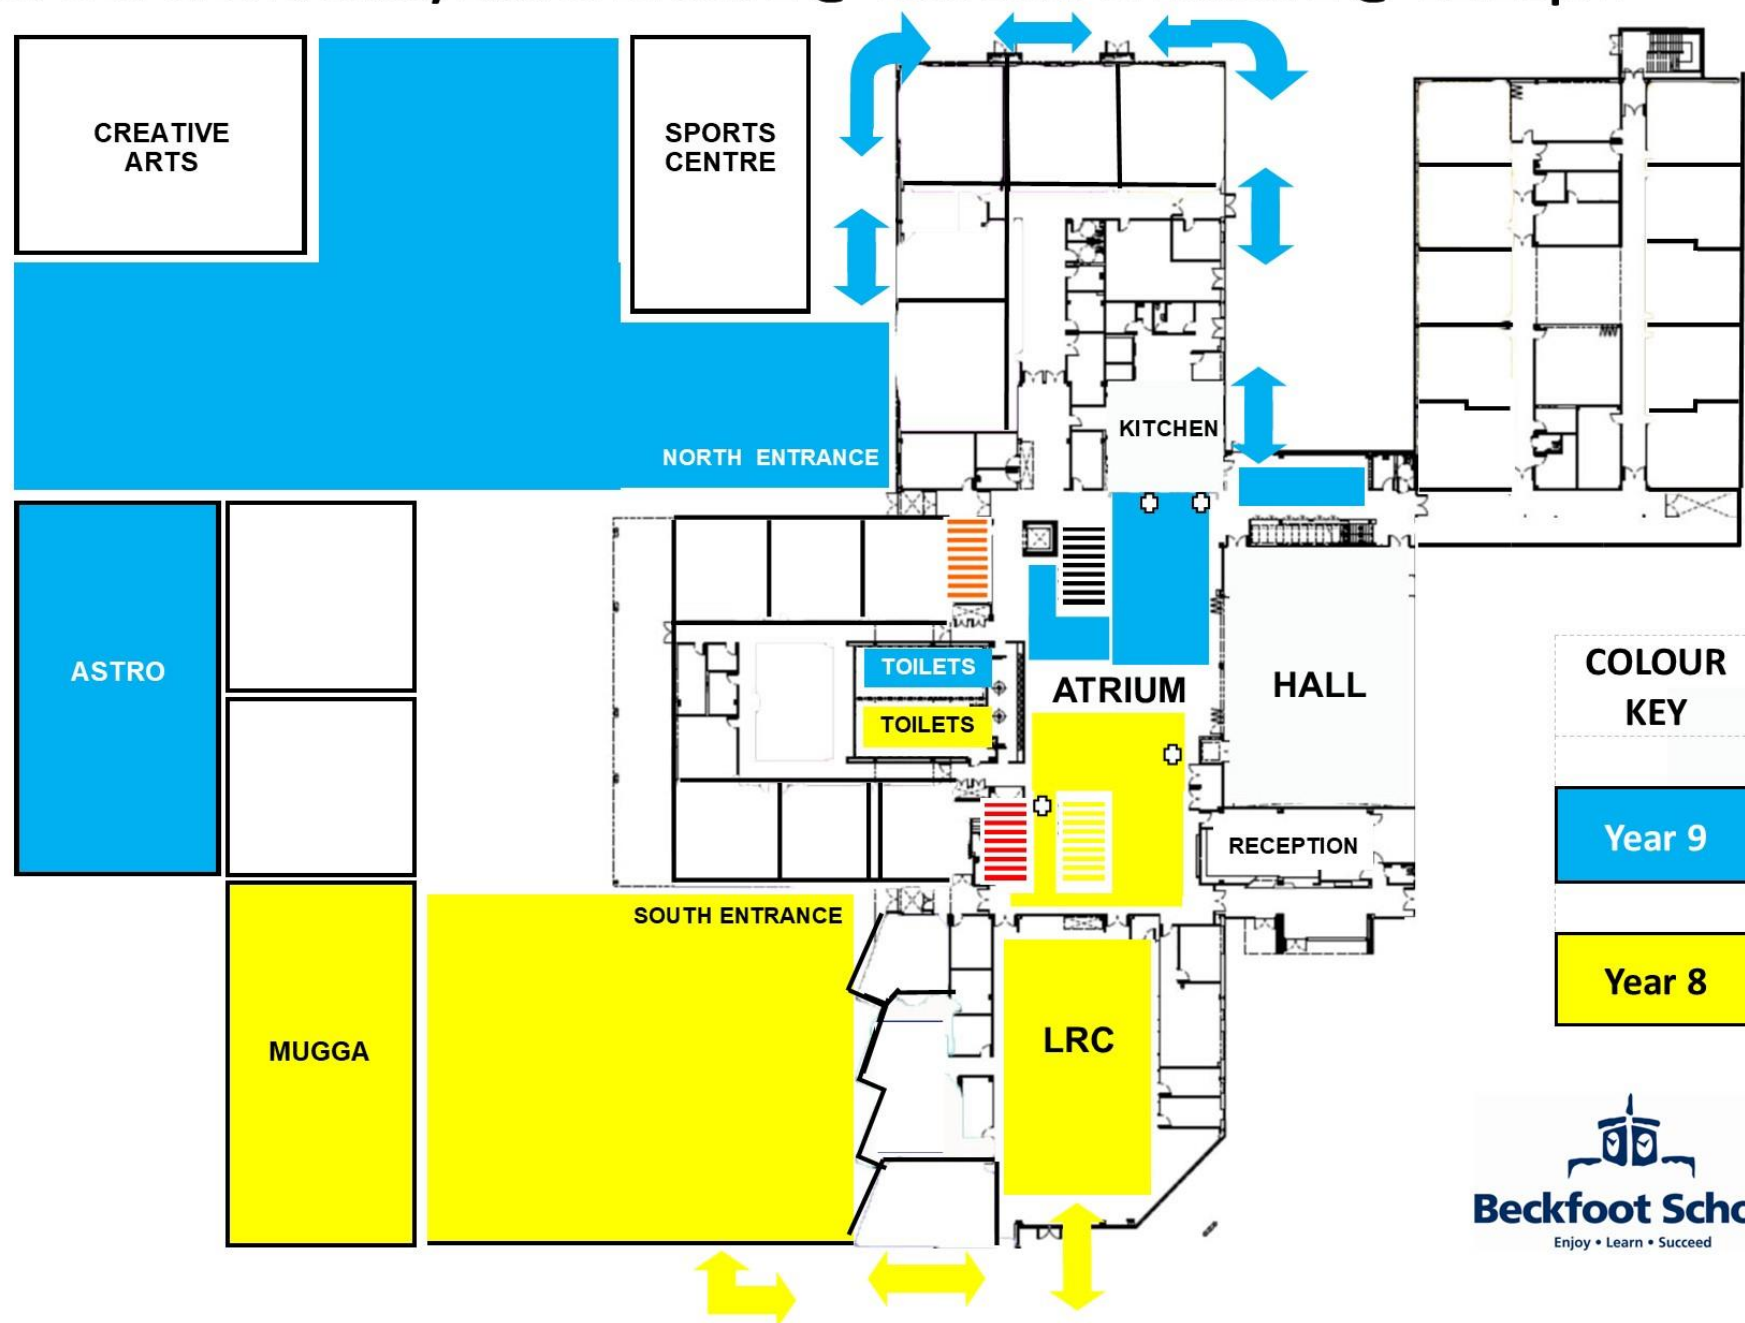 CREATIVE
ARTS
SPORTS
CENTRE
KITCHEN
NORTH ENTRANCE
ASTRO
TOILETS
TOILETS
ATRIUM
HALL
COLOUR
KEY
Year 9
RECEPTION
SOUTH ENTRANCE
Year 8
MUGGA
LRC
Beckfoot Scho
Enjoy • Learn • Succeed